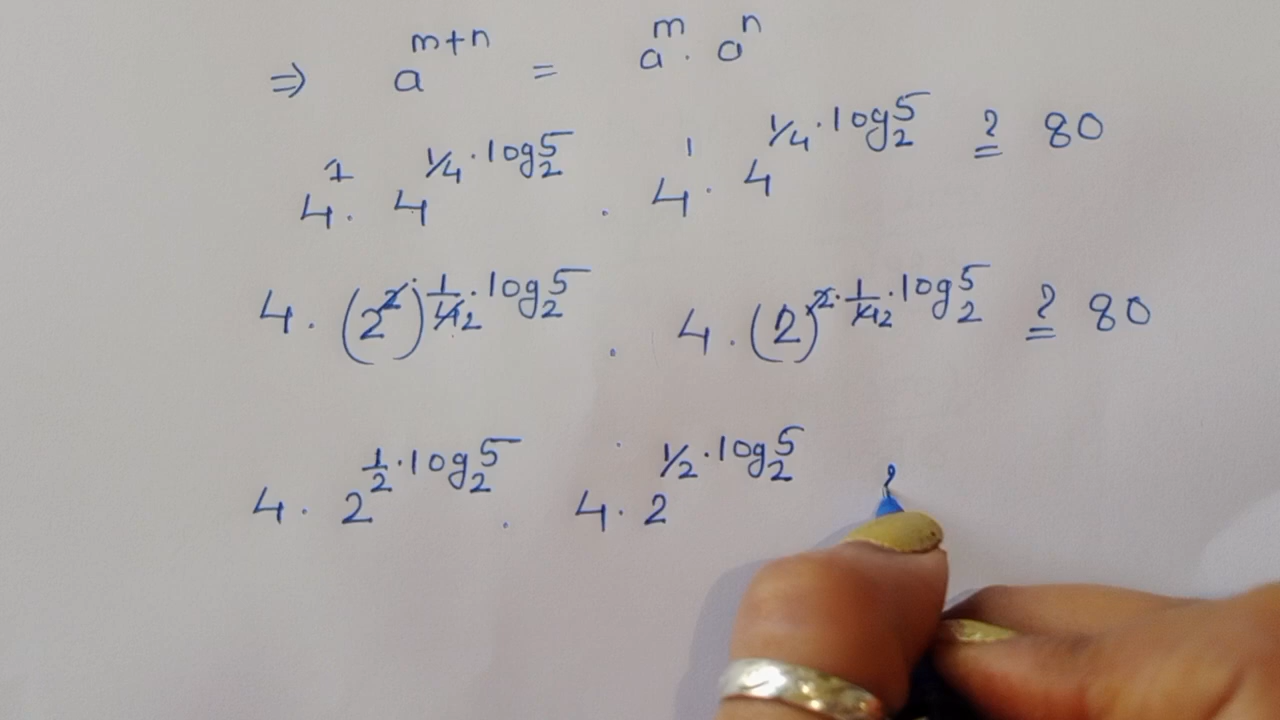 ⇒ a^{m+n} = a^m · a^n
4^1 · 4^{1/4 · log_2 5} · 4^1 · 4^{1/4 · log_2 5} ≟ 80
4 · (2^2)^{· 1/4 2 · log_2 5} · 4 · (2)^{2 · 1/4 2 · log_2 5} ≟ 80
4 · 2^{1/2 · log_2 5} · 4 · 2^{1/2 · log_2 5} ?